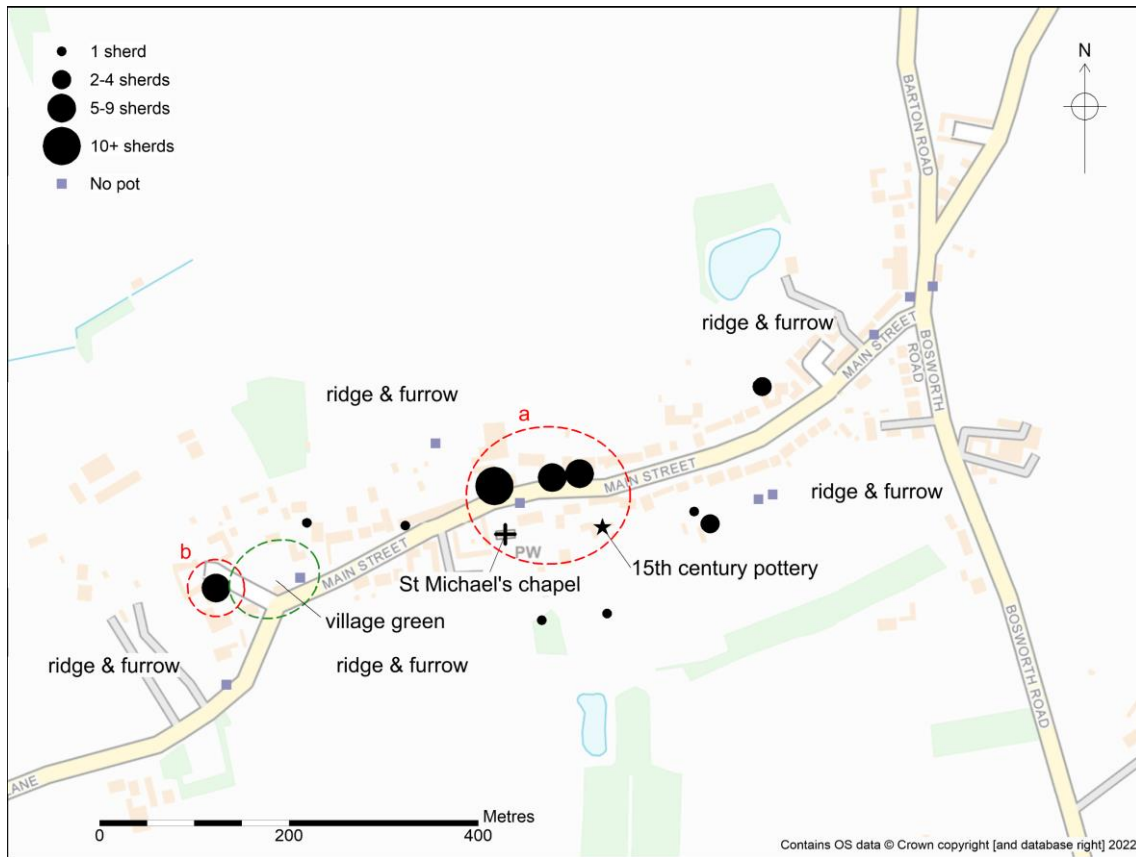 1 sherd
2-4 sherds
5-9 sherds
10+ sherds
No pot
N
BARTON ROAD
ridge & furrow
MAIN STREET
BOSWORTH
ROAD
ridge & furrow
a
MAIN STREET
ridge & furrow
b
MAIN STREET
PW
15th century pottery
St Michael's chapel
village green
ridge & furrow
ridge & furrow
BOSWORTH ROAD
LANE
Metres
0
200
400
Contains OS data © Crown copyright [and database right] 2022